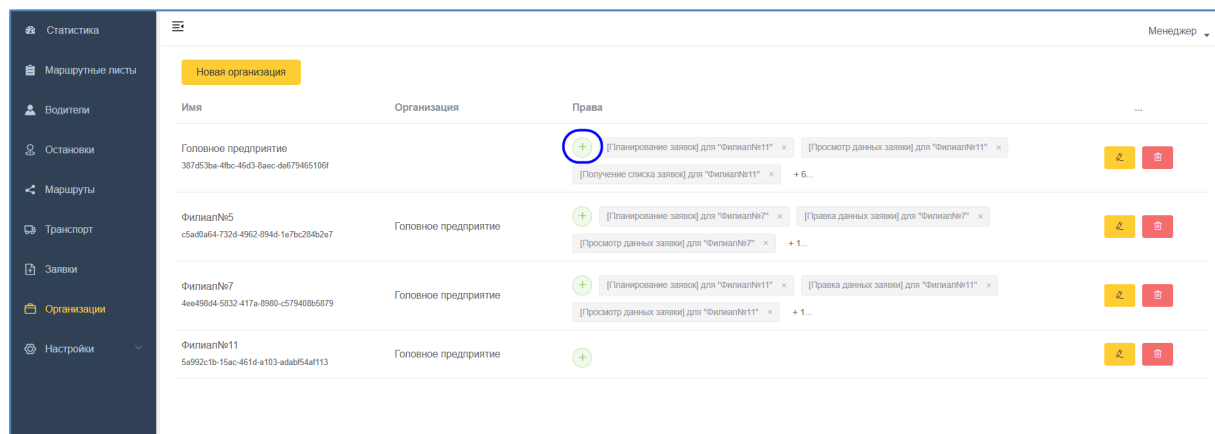 Статистика
Менеджер
Маршрутные листы
Новая организация
Водители
Имя Организация Права ...
Остановки
Головное предприятие
387d53ba-4fbc-46d3-8aec-de679465106f
[Планирование заявок] для "Филиал№11" × [Просмотр данных заявки] для "Филиал№11" ×
[Получение списка заявок] для "Филиал№11" × + 6...
Маршруты
Филиал№5
c5ad0a64-732d-4962-894d-1e7bc284b2e7
Головное предприятие
[Планирование заявок] для "Филиал№7" × [Правка данных заявки] для "Филиал№7" ×
[Просмотр данных заявки] для "Филиал№7" × + 1...
Транспорт
Заявки
Филиал№7
4ee498d4-5832-417a-8980-c579408b5879
Головное предприятие
[Планирование заявок] для "Филиал№11" × [Правка данных заявки] для "Филиал№11" ×
[Просмотр данных заявки] для "Филиал№11" × + 1...
Организации
Настройки
Филиал№11
5a992c1b-15ac-461d-a103-adabf54af113
Головное предприятие